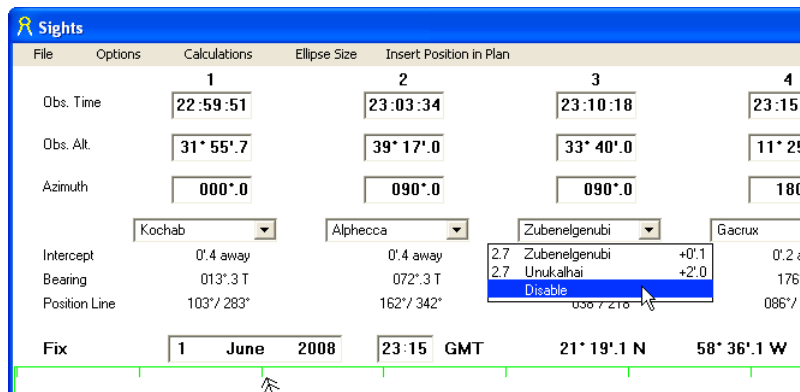 Sights
File Options Calculations Ellipse Size Insert Position in Plan
1 2 3 4
Obs. Time 22:59:51 23:03:34 23:10:18 23:15
Obs. Alt. 31° 55'.7 39° 17'.0 33° 40'.0 11° 25
Azimuth 000°.0 090°.0 090°.0 180
Kochab Alphecca Zubenelgenubi Gacrux
Intercept 0'.4 away 0'.4 away 2.7 Zubenelgenubi +0'.1 0'.2
Bearing 013°.3 T 072°.3 T 2.7 Unukalhai +2'.0 176
Disable
Position Line 103°/ 283° 162°/ 342° 086°/
Fix 1 June 2008 23:15 GMT 21° 19'.1 N 58° 36'.1 W